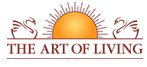 THE ART OF LIVING